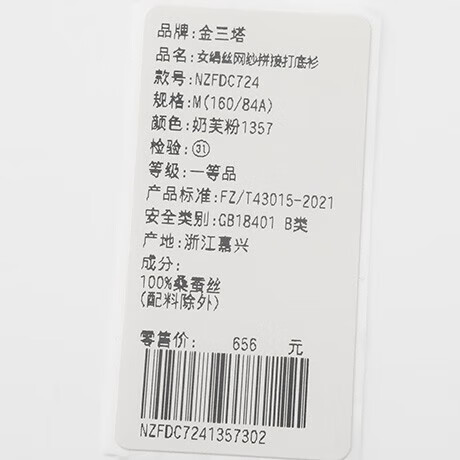 品牌:金三塔
品名:女绢丝网纱拼接打底衫
款号:NZFDC724
规格:M(160/84A)
颜色:奶芙粉1357
检验:31
等级:一等品
产品标准:FZ/T43015-2021
安全类别:GB18401 B类
产地:浙江嘉兴
成分:
100%桑蚕丝
(配料除外)
零售价: 656 元
NZFDC7241357302